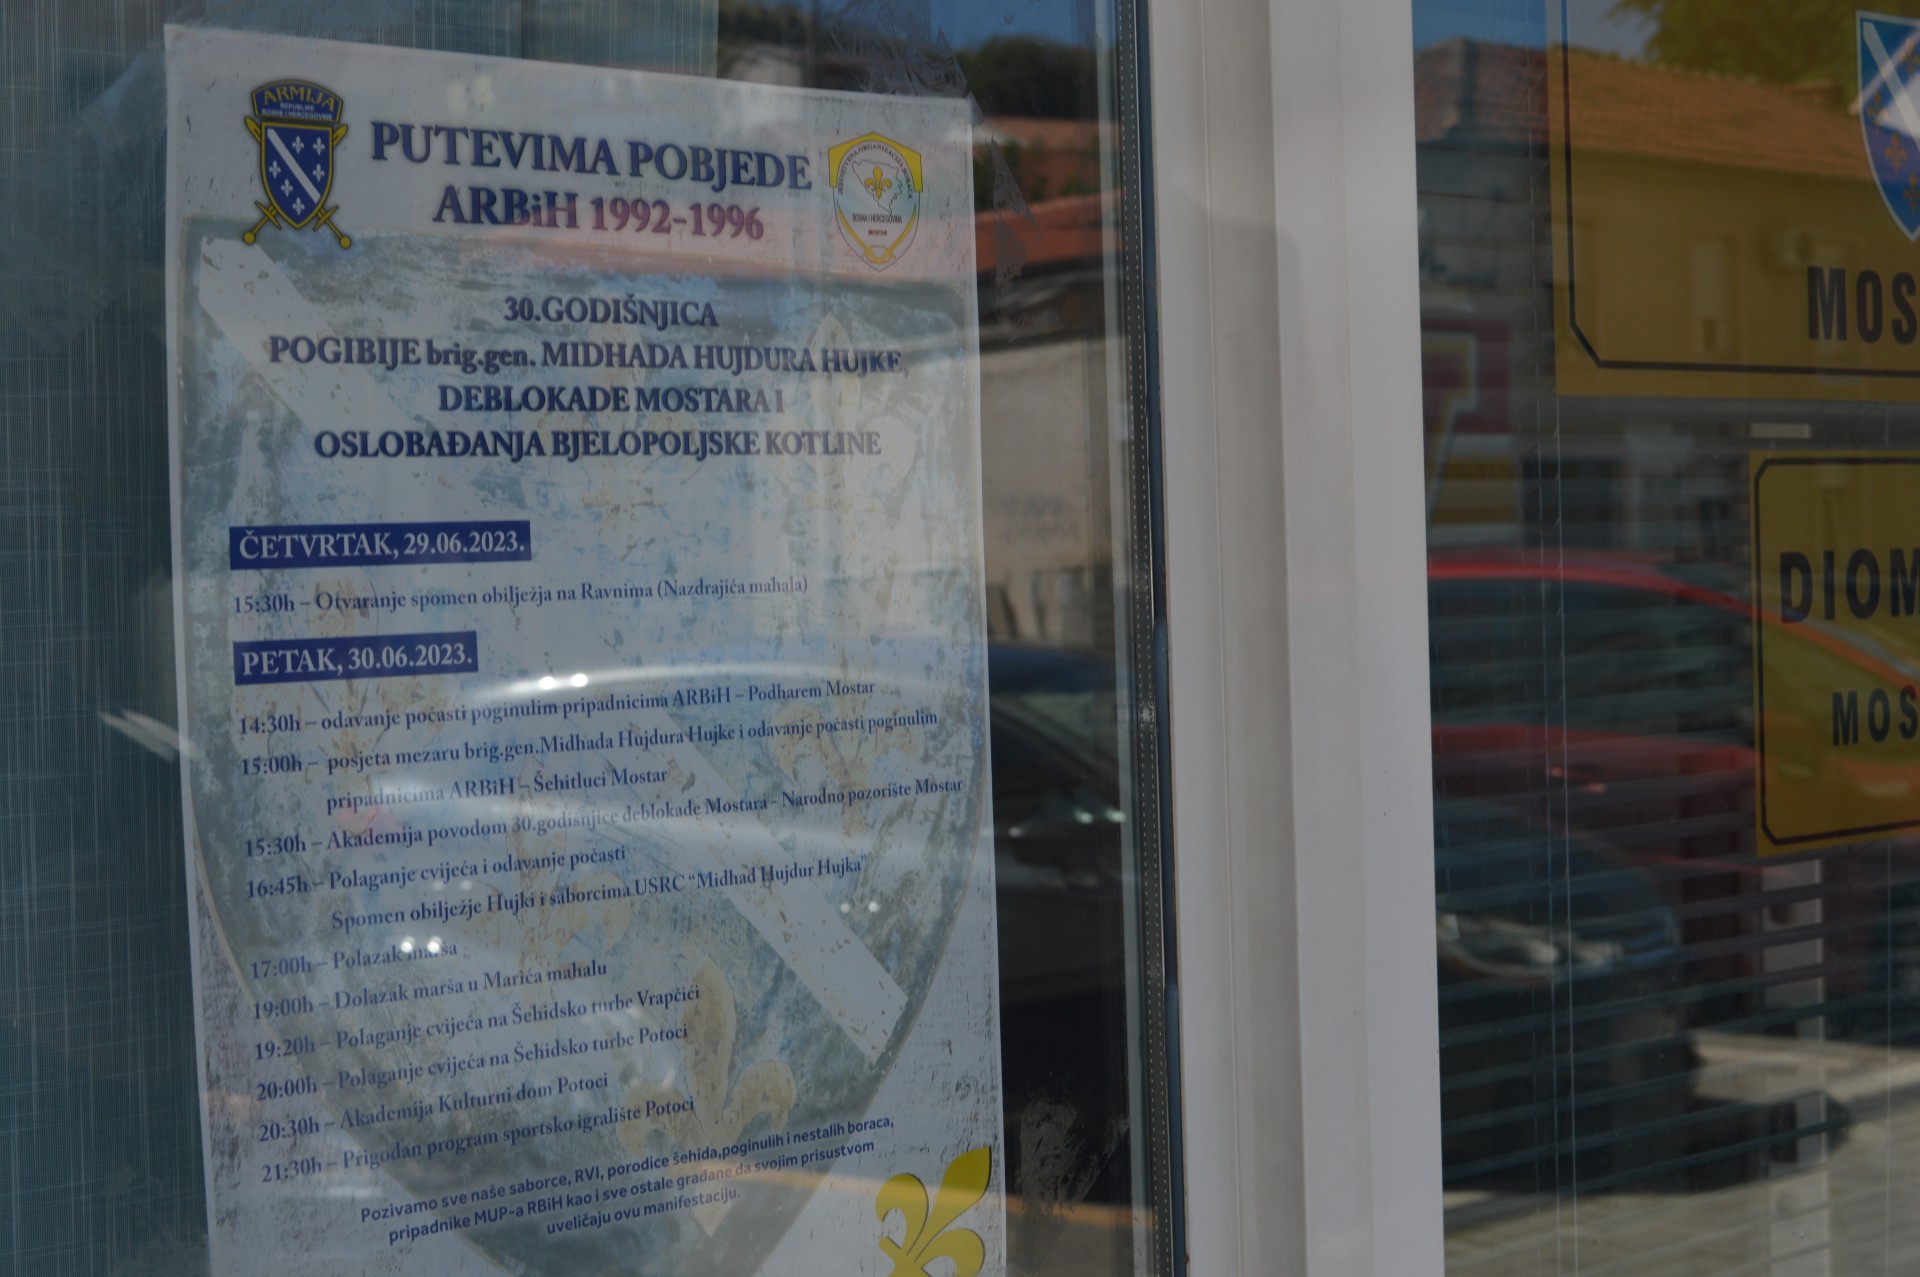 ARMIJA
REPUBLIKE
BOSNE I HERCEGOVINE
PUTEVIMA POBJEDE
ARBiH 1992-1996
ORGANIZACIJA BORACA
BOSNA I HERCEGOVINA
MOSTAR
30.GODIŠNJICA
POGIBIJE brig.gen. MIDHADA HUJDURA HUJKE,
DEBLOKADE MOSTARA I
OSLOBAĐANJA BJELOPOLJSKE KOTLINE
ČETVRTAK, 29.06.2023.
15:30h – Otvaranje spomen obilježja na Ravnima (Nazdrajića mahala)
PETAK, 30.06.2023.
14:30h – odavanje počasti poginulim pripadnicima ARBiH – Podharem Mostar
15:00h – posjeta mezaru brig.gen.Midhada Hujdura Hujke i odavanje počasti poginulim
pripadnicima ARBiH – Šehitluci Mostar
15:30h – Akademija povodom 30.godišnjice deblokade Mostara - Narodno pozorište Mostar
16:45h – Polaganje cvijeća i odavanje počasti
Spomen obilježje Hujki i saborcima USRC “Midhad Hujdur Hujka”
17:00h – Polazak marša
19:00h – Dolazak marša u Marića mahalu
19:20h – Polaganje cvijeća na Šehidsko turbe Vrapčići
20:00h – Polaganje cvijeća na Šehidsko turbe Potoci
20:30h – Akademija Kulturni dom Potoci
21:30h – Prigodan program sportsko igralište Potoci
Pozivamo sve naše saborce, RVI, porodice šehida,poginulih i nestalih boraca,
pripadnike MUP-a RBiH kao i sve ostale građane da svojim prisustvom
uveličaju ovu manifestaciju.
MOS
DIOM
MOS